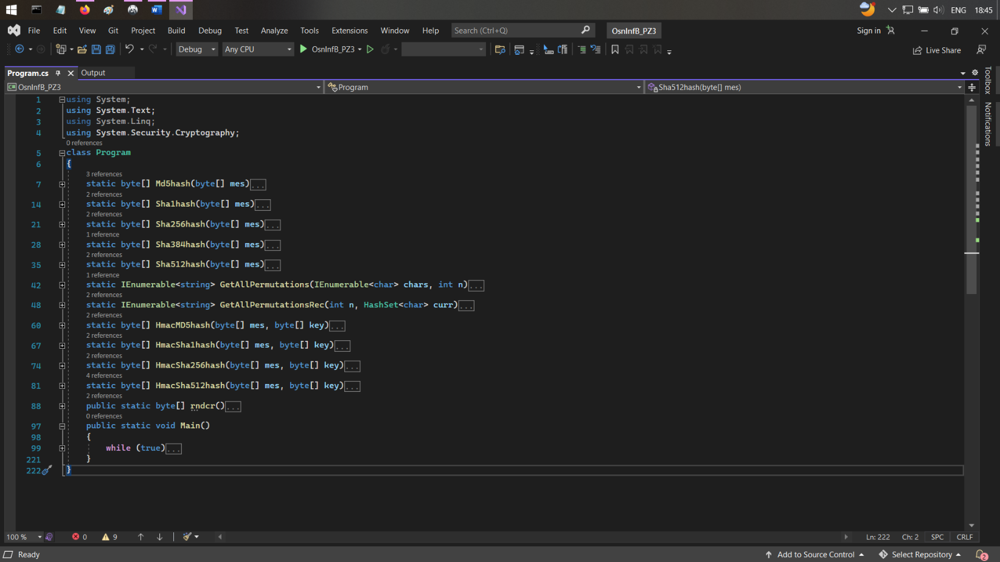 ENG 18:45
File Edit View Git Project Build Debug Test Analyze Tools Extensions Window Help Search (Ctrl+Q) OsnInfB_PZ3 Sign in
Debug Any CPU OsnInfB_PZ3 Live Share
Program.cs Output
C# OsnInfB_PZ3 Program Sha512hash(byte[] mes)
Toolbox
Notifications
1 using System;
2 using System.Text;
3 using System.Linq;
4 using System.Security.Cryptography;
0 references
5 class Program
6 {
3 references
7 static byte[] Md5hash(byte[] mes)...
2 references
14 static byte[] Sha1hash(byte[] mes)...
2 references
21 static byte[] Sha256hash(byte[] mes)...
1 reference
28 static byte[] Sha384hash(byte[] mes)...
2 references
35 static byte[] Sha512hash(byte[] mes)...
1 reference
42 static IEnumerable<string> GetAllPermutations(IEnumerable<char> chars, int n)...
2 references
48 static IEnumerable<string> GetAllPermutationsRec(int n, HashSet<char> curr)...
2 references
60 static byte[] HmacMD5hash(byte[] mes, byte[] key)...
2 references
67 static byte[] HmacSha1hash(byte[] mes, byte[] key)...
2 references
74 static byte[] HmacSha256hash(byte[] mes, byte[] key)...
4 references
81 static byte[] HmacSha512hash(byte[] mes, byte[] key)...
2 references
88 public static byte[] rndcr()...
0 references
97 public static void Main()
98 {
99 while (true)...
221 }
222 }
100 % 0 9 Ln: 222 Ch: 2 SPC CRLF
Ready Add to Source Control Select Repository 2